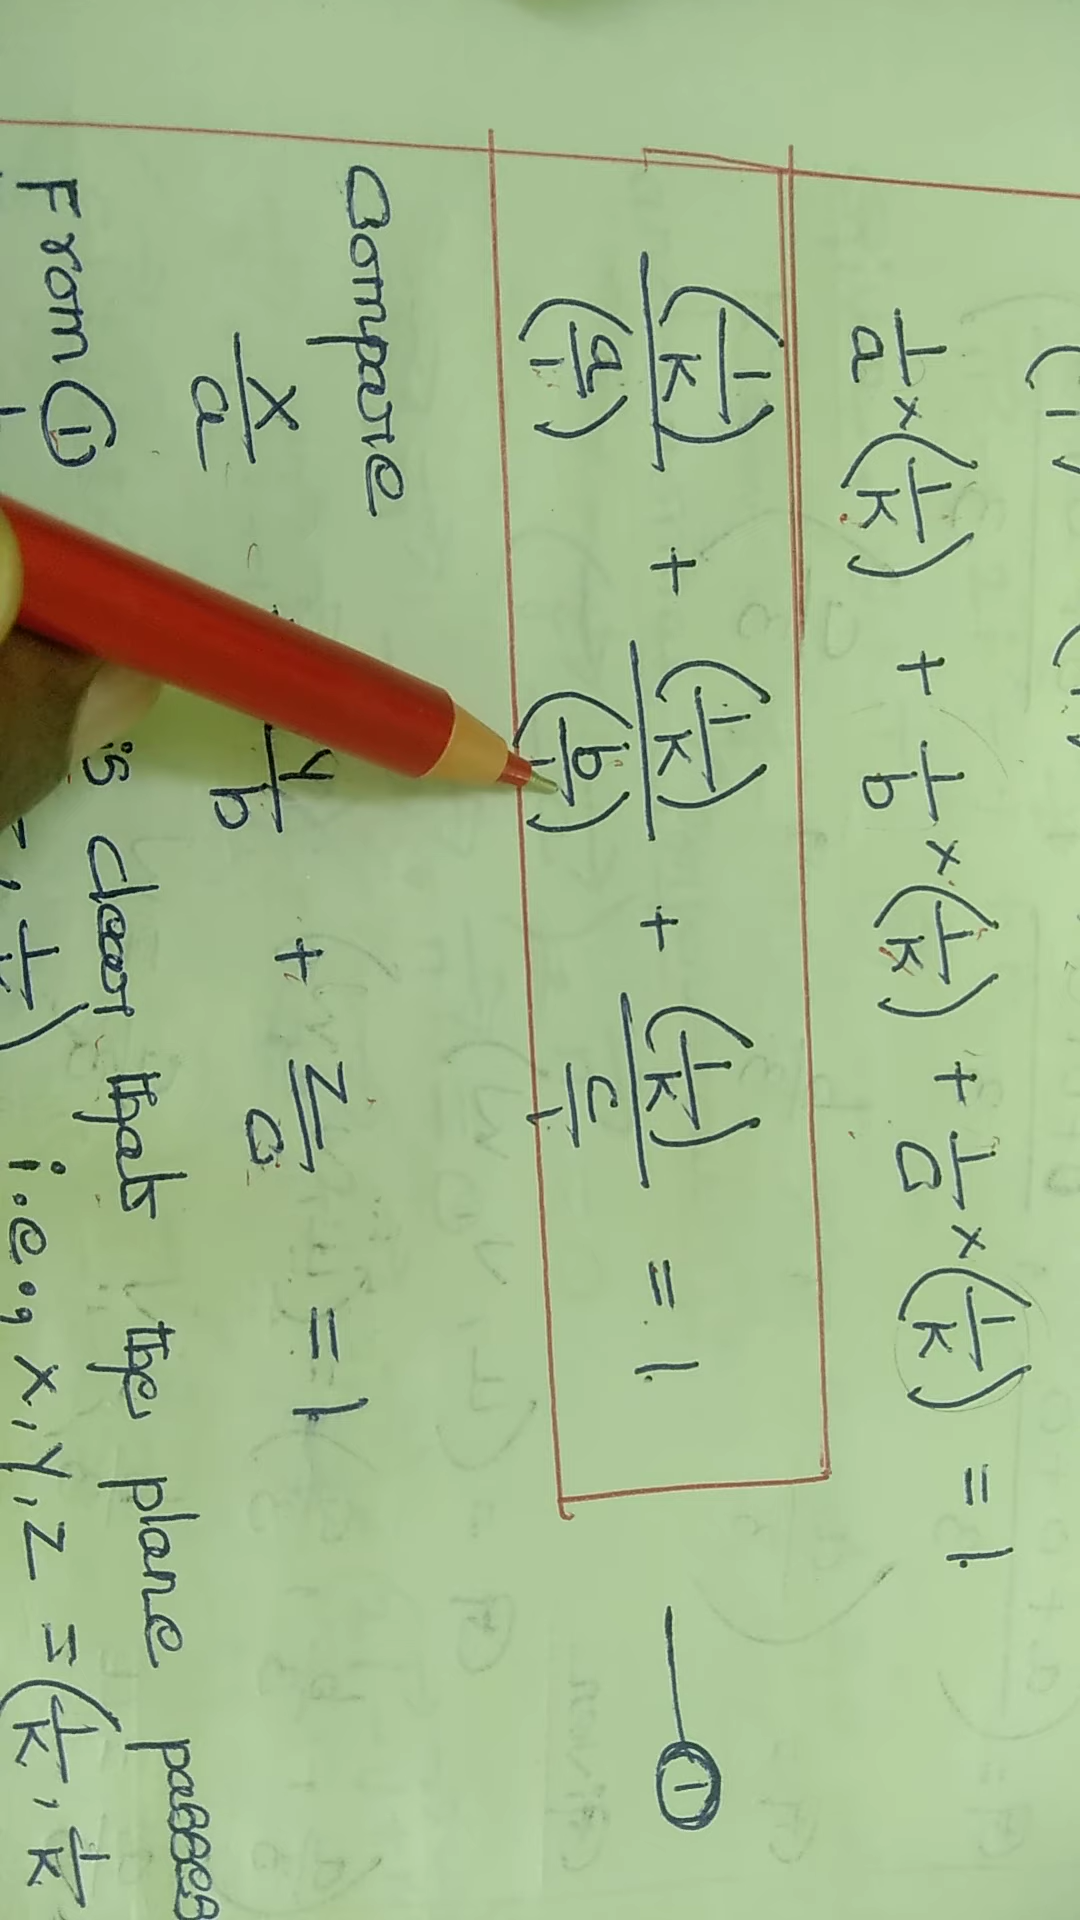 1/a × (1/K) + 1/b × (1/K) + 1/c × (1/K) = 1.
(1/K)/(a/1) + (1/K)/(b/1) + (1/K)/(c/1) = 1. — ①
Compare
x/a + y/b + z/c = 1
From ① is clear that the plane passes
i.e., x, y, z = (1/K, 1/K